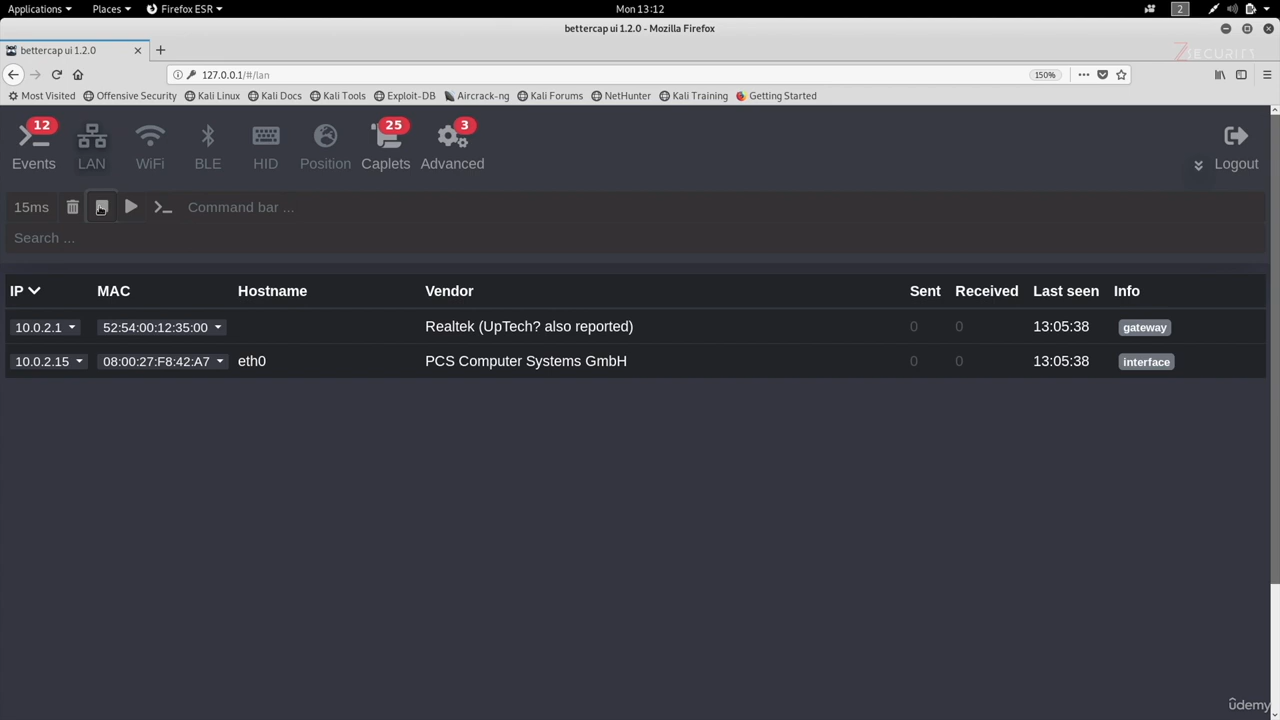 Applications Places Firefox ESR Mon 13:12 2
bettercap ui 1.2.0 - Mozilla Firefox
bettercap ui 1.2.0
127.0.0.1/#/lan 150%
Most Visited Offensive Security Kali Linux Kali Docs Kali Tools Exploit-DB Aircrack-ng Kali Forums NetHunter Kali Training Getting Started
12 25 3
Events LAN WiFi BLE HID Position Caplets Advanced Logout
15ms Command bar ...
Search ...
IP MAC Hostname Vendor Sent Received Last seen Info
10.0.2.1 52:54:00:12:35:00 Realtek (UpTech? also reported) 0 0 13:05:38 gateway
10.0.2.15 08:00:27:F8:42:A7 eth0 PCS Computer Systems GmbH 0 0 13:05:38 interface
ûdemy